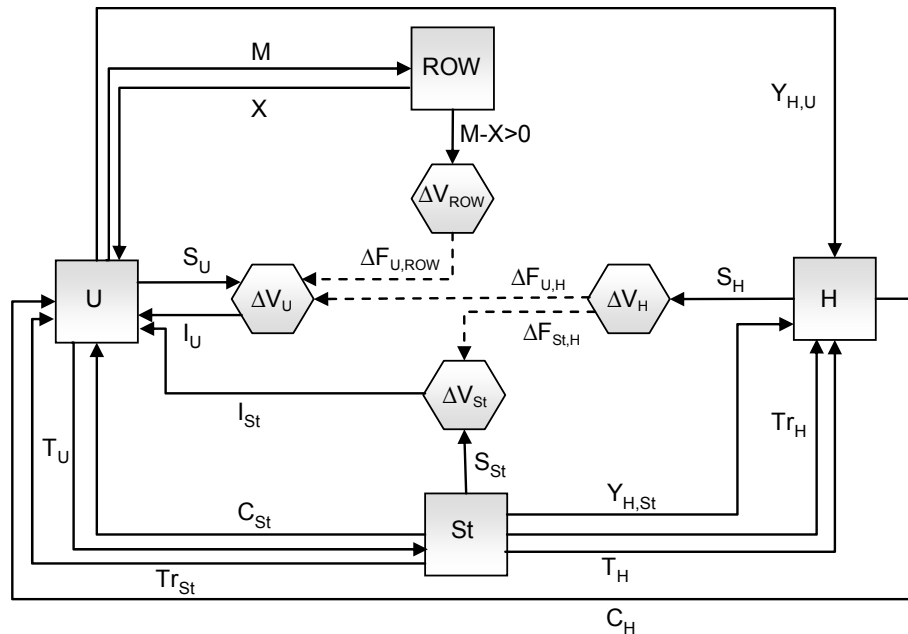 M
ROW
X
Y_H,U
M-X>0
ΔV_ROW
S_U
ΔF_U,ROW
U
ΔV_U
ΔF_U,H
ΔV_H
S_H
H
I_U
ΔF_St,H
ΔV_St
I_St
Tr_H
T_U
S_St
Y_H,St
C_St
St
Tr_St
T_H
C_H